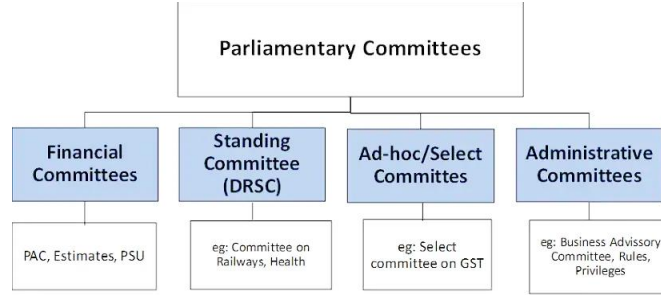 Parliamentary Committees
Financial
Committees
Standing
Committee
(DRSC)
Ad-hoc/Select
Committes
Administrative
Committees
PAC, Estimates, PSU
eg: Committee on
Railways, Health
eg: Select
committee on GST
eg: Business Advisory
Committee, Rules,
Privileges